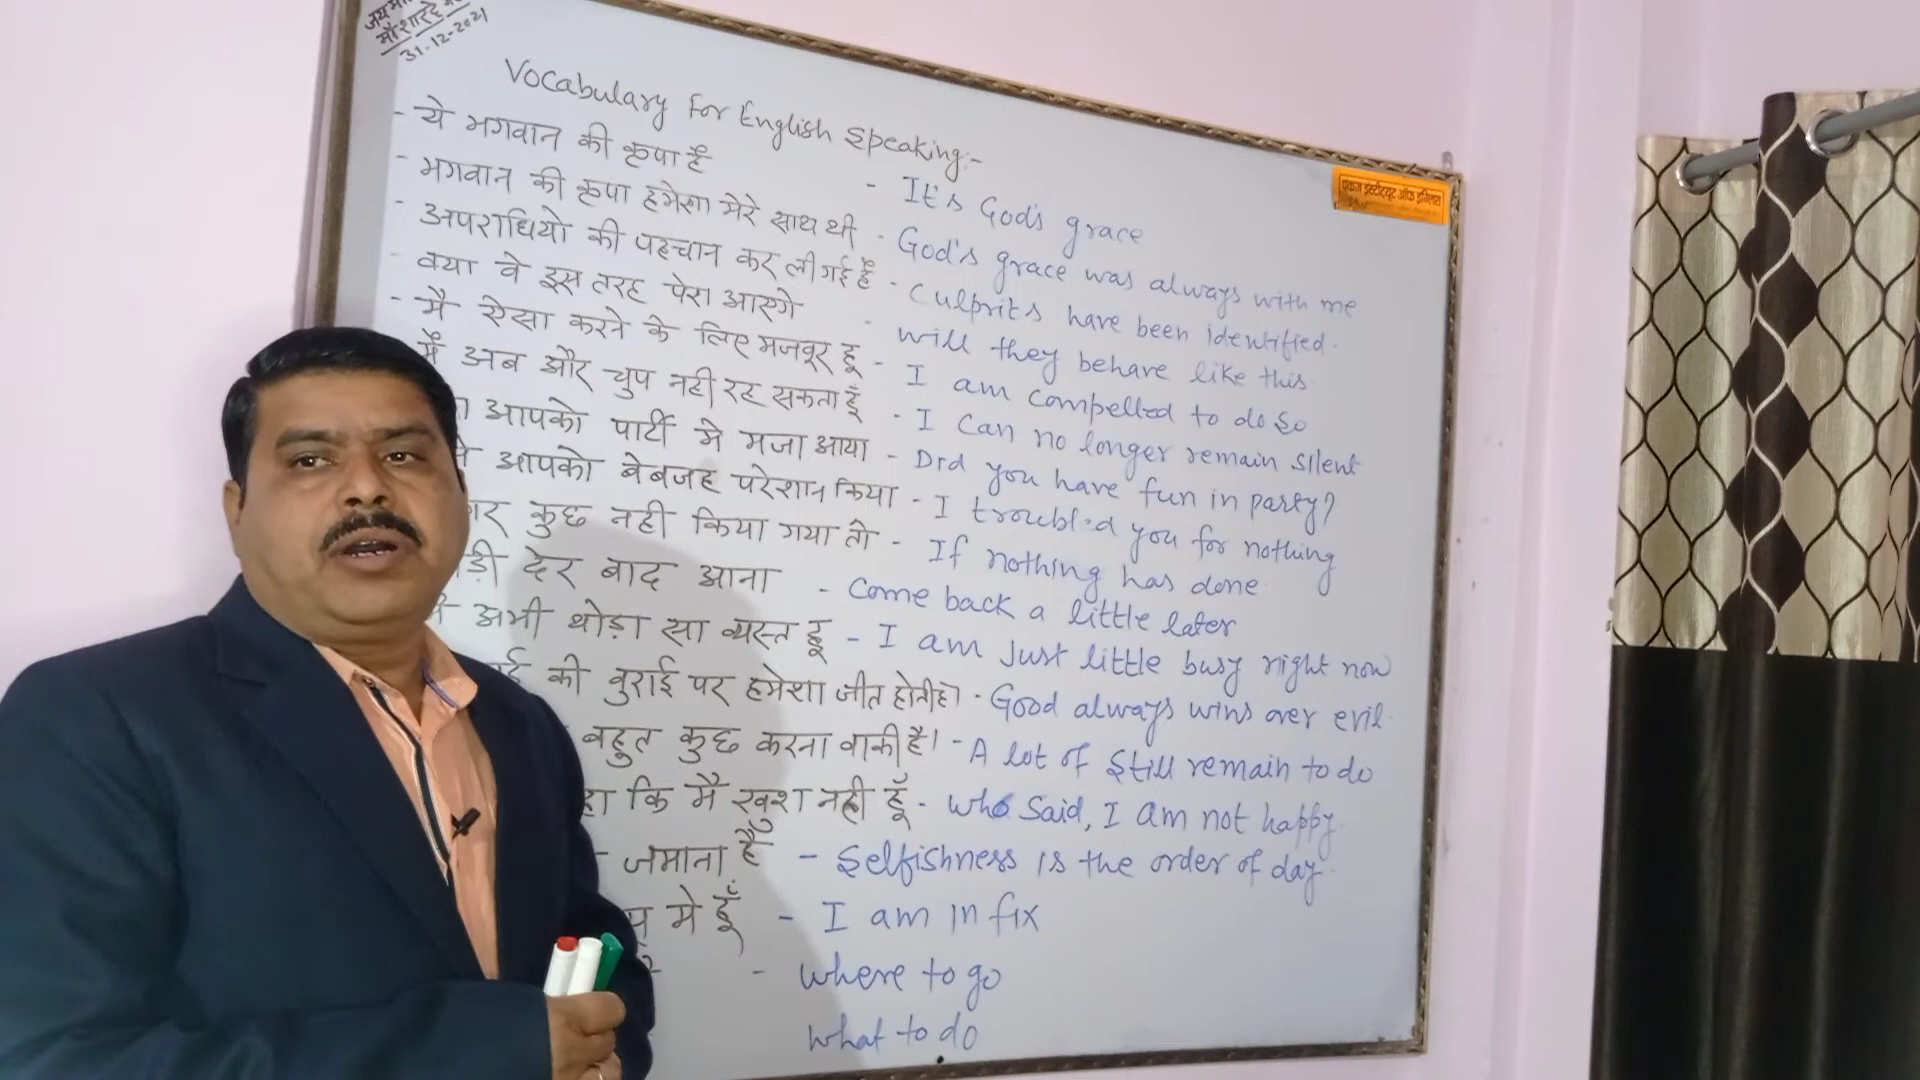 माँ शारदे
31-12-2021
Vocabulary For English Speaking:-
पंकज इंस्टीटयूट ऑफ इंग्लिश
- ये भगवान की कृपा है - It's God's grace
- भगवान की कृपा हमेशा मेरे साथ थी - God's grace was always with me
- अपराधियो की पहचान कर ली गई है - Culprits have been identified.
- क्या वे इस तरह पेश आएगे - will they behave like this
- मै ऐसा करने के लिए मजबूर हू - I am compelled to do so
मैं अब और चुप नही रह सकता हूँ - I can no longer remain silent
आपको पार्टी मे मजा आया - Did you have fun in party?
आपको बेबजह परेशान किया - I troubled you for nothing
कुछ नही किया गया तो - If nothing has done
देर बाद आना - Come back a little later
अभी थोड़ा सा व्यस्त हू - I am just little busy right now
की बुराई पर हमेशा जीत होती है। - Good always wins over evil.
बहुत कुछ करना बाकी है। - A lot of still remain to do
कि मै खुश नही हूँ - Who said, I am not happy
जमाना है - Selfishness is the order of day.
मे हूँ - I am in fix
- where to go
what to do